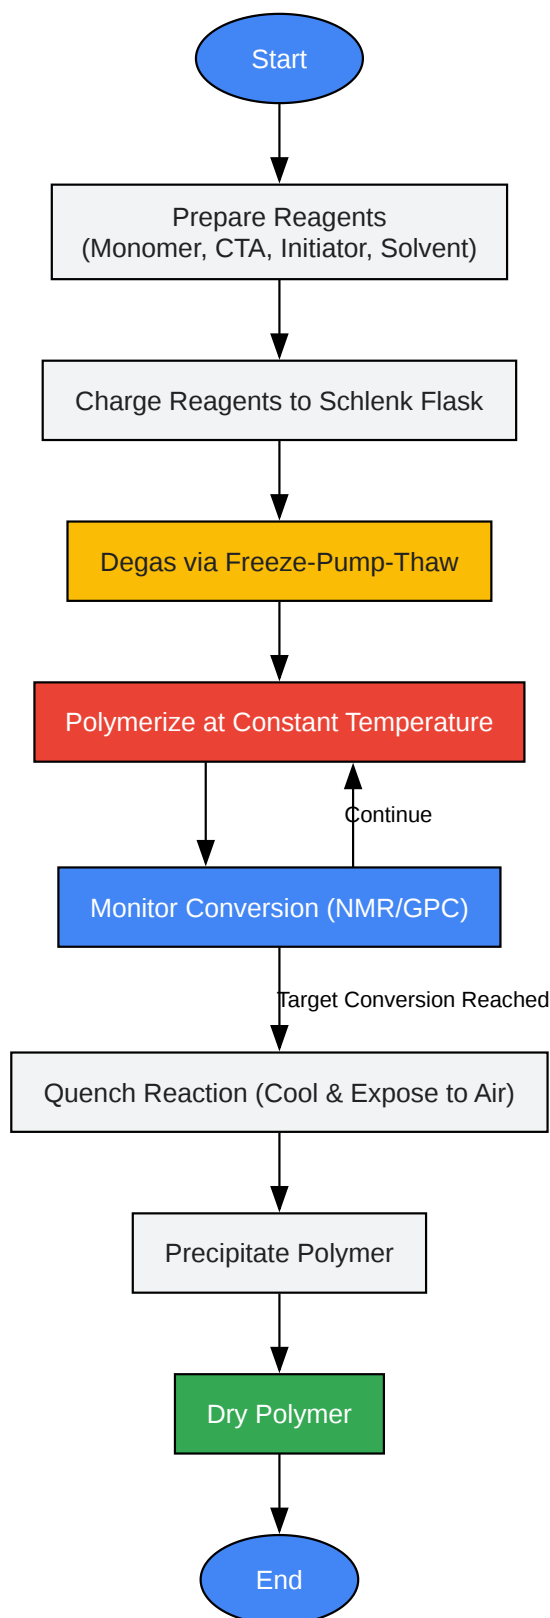 Start
Prepare Reagents
(Monomer, CTA, Initiator, Solvent)
Charge Reagents to Schlenk Flask
Degas via Freeze-Pump-Thaw
Polymerize at Constant Temperature
Continue
Monitor Conversion (NMR/GPC)
Target Conversion Reached
Quench Reaction (Cool & Expose to Air)
Precipitate Polymer
Dry Polymer
End